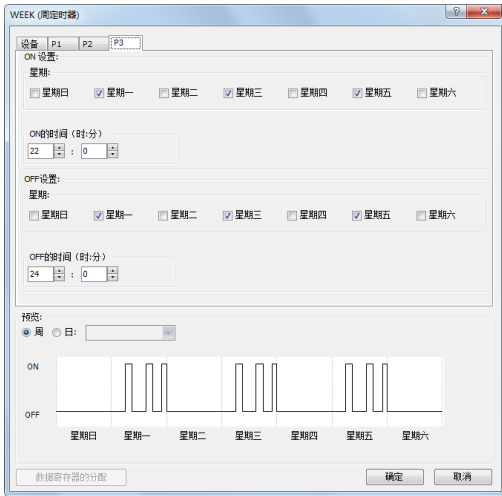 WEEK (周定时器)
设备 P1 P2 P3
ON 设置:
星期:
星期日 星期一 星期二 星期三 星期四 星期五 星期六
ON的时间（时:分）
22 : 0
OFF设置:
星期:
星期日 星期一 星期二 星期三 星期四 星期五 星期六
OFF的时间（时:分）
24 : 0
预览:
周 日:
ON
OFF
星期日 星期一 星期二 星期三 星期四 星期五 星期六
数据寄存器的分配 确定 取消